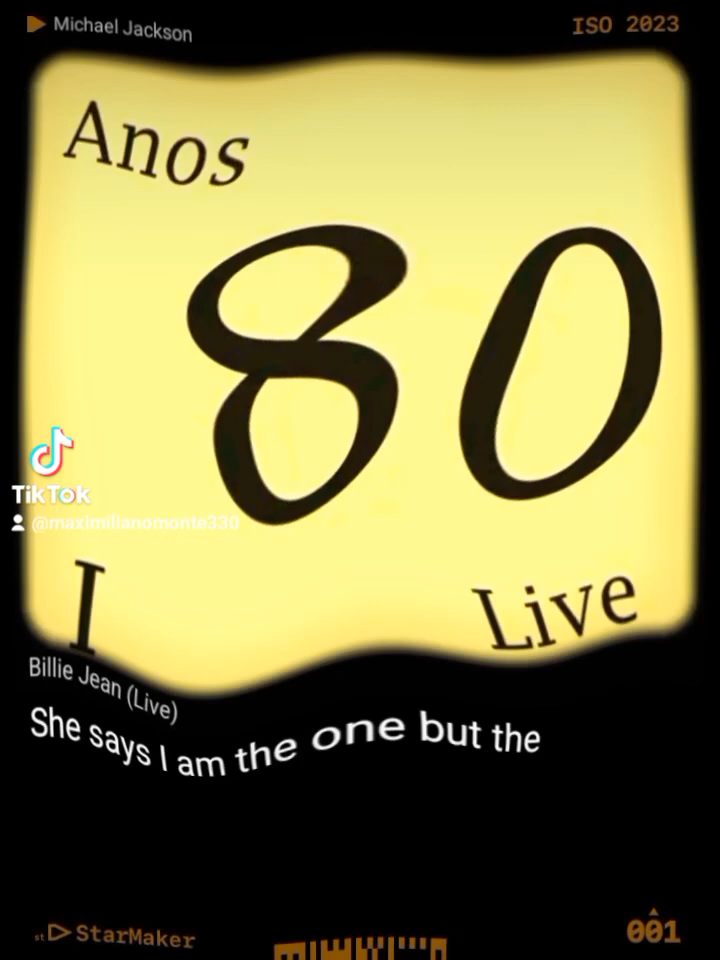 Michael Jackson
ISO 2023
Anos
80
TikTok
@maximilianomonte330
I Live
Billie Jean (Live)
She says I am the one but the
st StarMaker
001